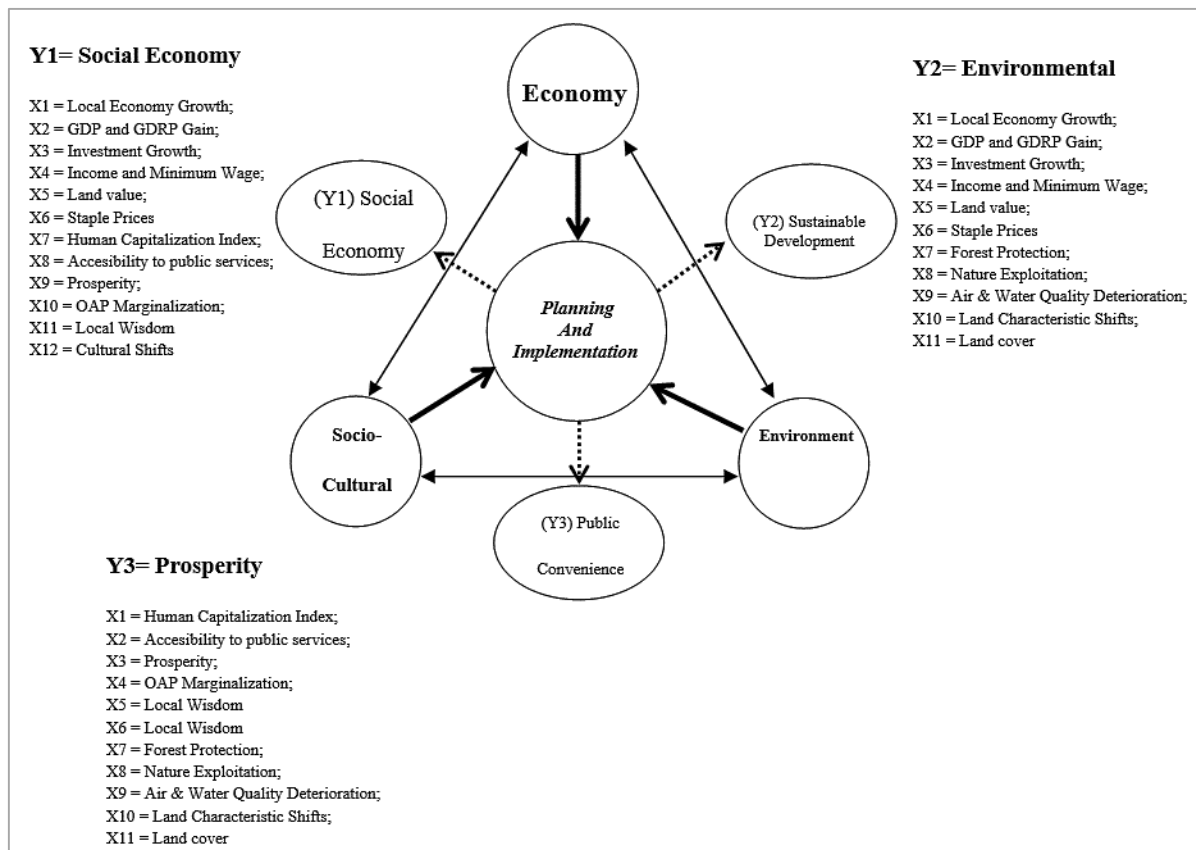 Y1= Social Economy
X1 = Local Economy Growth;
X2 = GDP and GDRP Gain;
X3 = Investment Growth;
X4 = Income and Minimum Wage;
X5 = Land value;
X6 = Staple Prices
X7 = Human Capitalization Index;
X8 = Accesibility to public services;
X9 = Prosperity;
X10 = OAP Marginalization;
X11 = Local Wisdom
X12 = Cultural Shifts
Economy
Y2= Environmental
X1 = Local Economy Growth;
X2 = GDP and GDRP Gain;
X3 = Investment Growth;
X4 = Income and Minimum Wage;
X5 = Land value;
X6 = Staple Prices
X7 = Forest Protection;
X8 = Nature Exploitation;
X9 = Air & Water Quality Deterioration;
X10 = Land Characteristic Shifts;
X11 = Land cover
(Y1) Social
Economy
(Y2) Sustainable
Development
Planning
And
Implementation
Socio-
Cultural
Environment
(Y3) Public
Convenience
Y3= Prosperity
X1 = Human Capitalization Index;
X2 = Accesibility to public services;
X3 = Prosperity;
X4 = OAP Marginalization;
X5 = Local Wisdom
X6 = Local Wisdom
X7 = Forest Protection;
X8 = Nature Exploitation;
X9 = Air & Water Quality Deterioration;
X10 = Land Characteristic Shifts;
X11 = Land cover